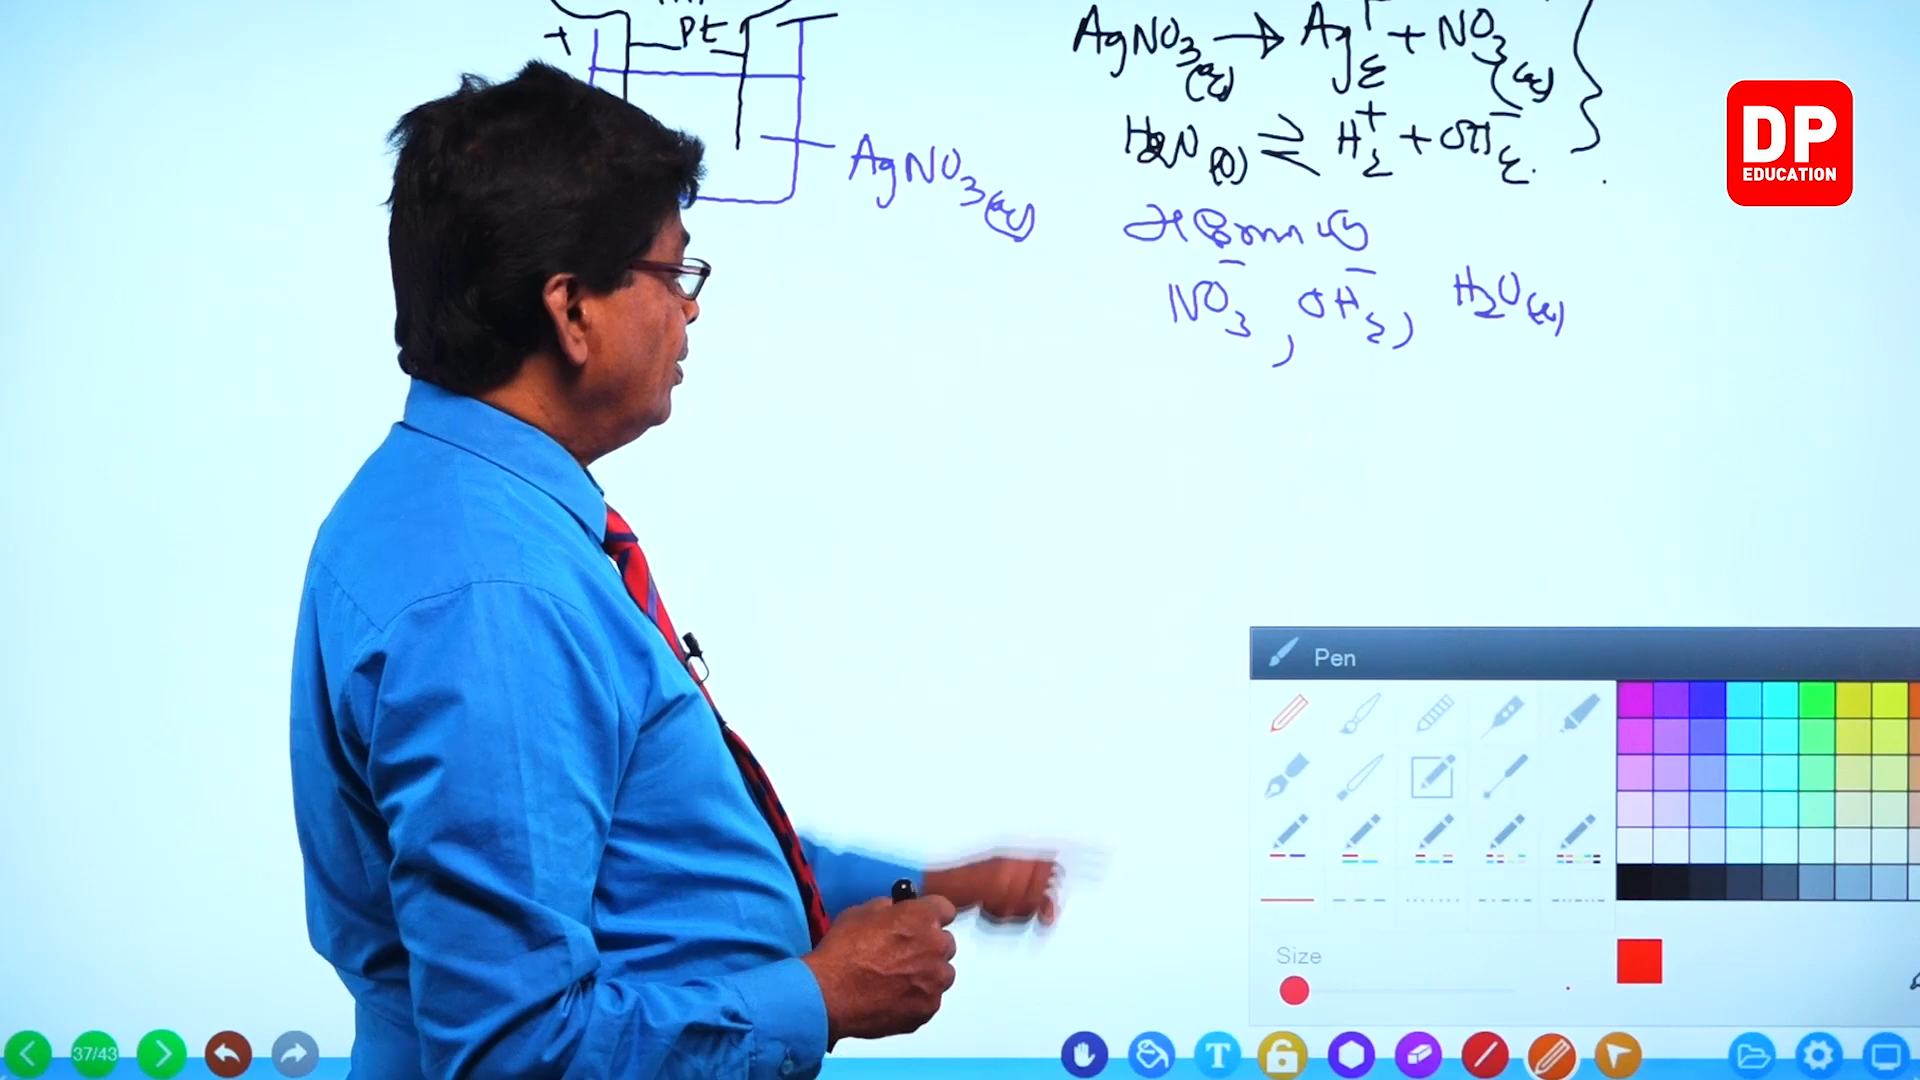 Pt
+
AgNO₃(aq) → Ag⁺ + NO₃⁻(aq)
H₂O(l) ⇌ H⁺ + OH⁻
AgNO₃(aq)
NO₃⁻, OH⁻, H₂O(l)
DP
EDUCATION
Pen
Size
37/43
T